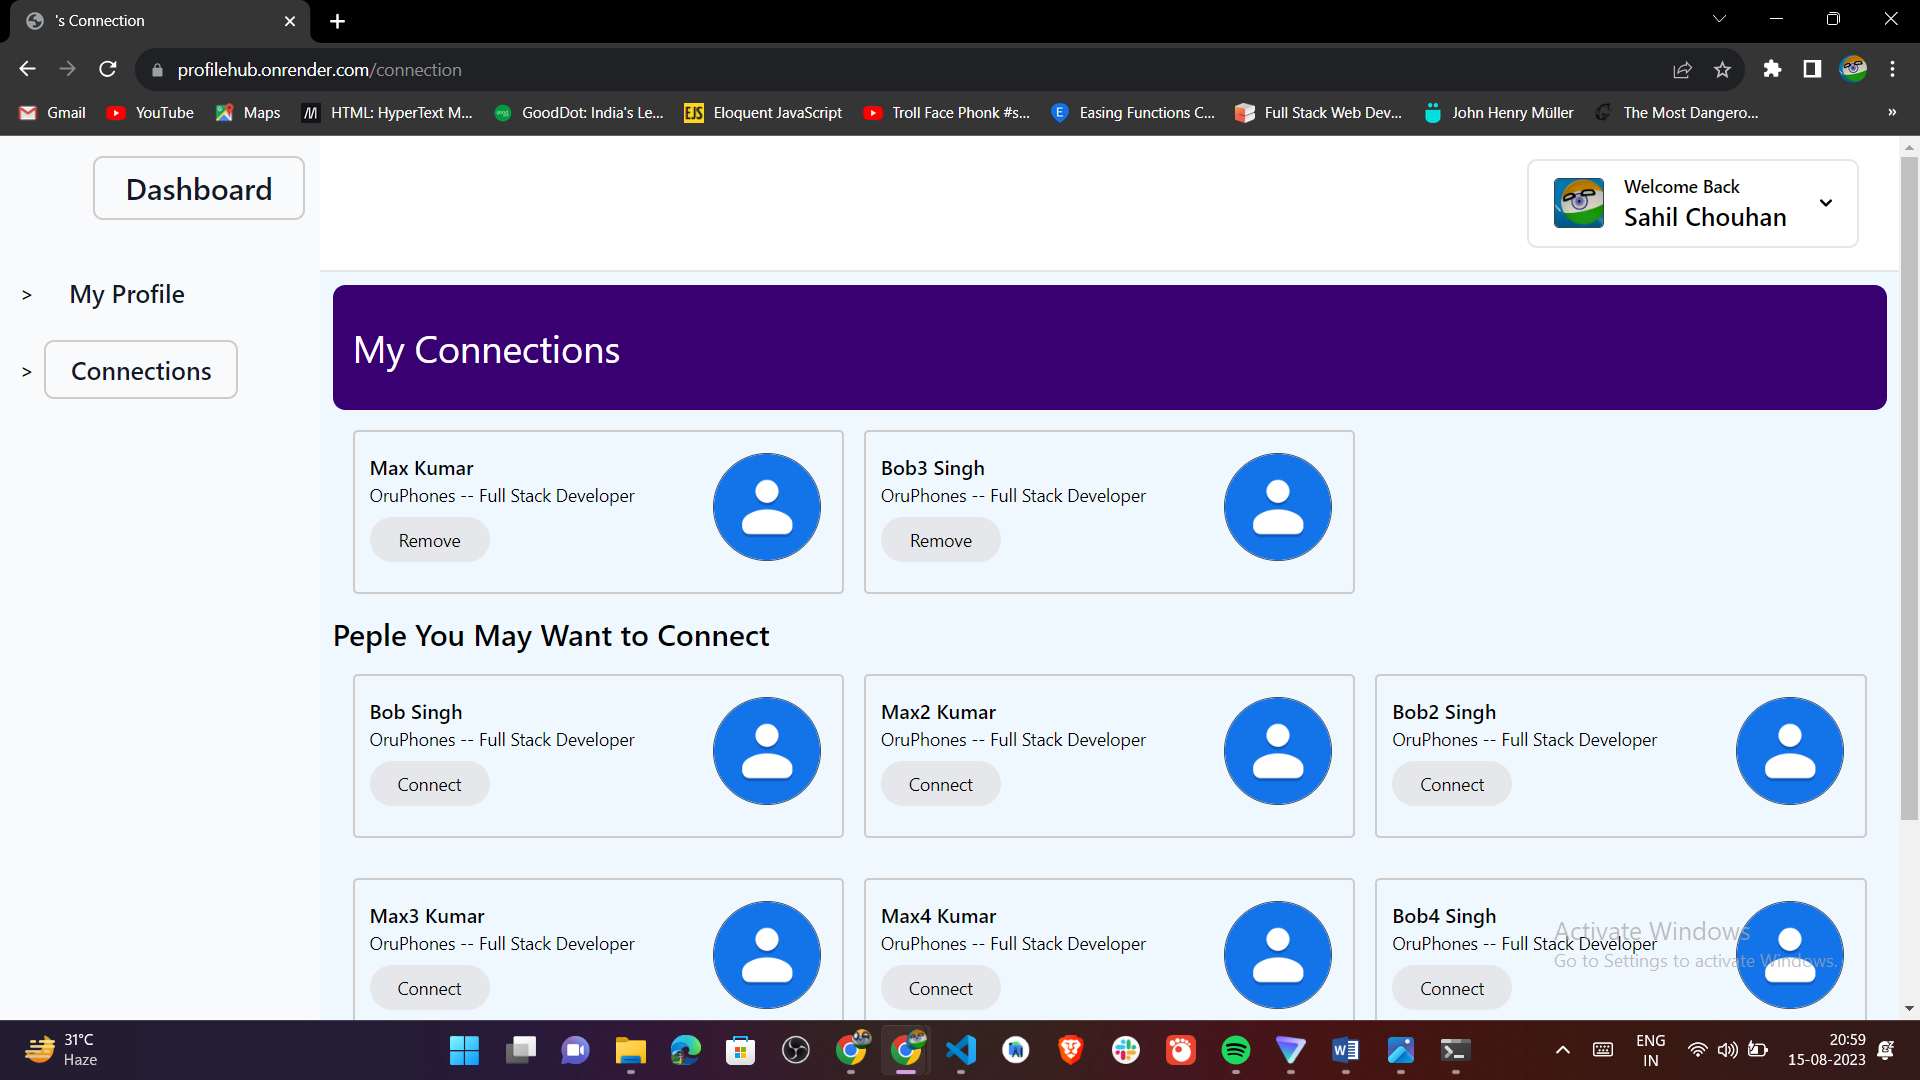 's Connection
profilehub.onrender.com/connection
Gmail YouTube Maps HTML: HyperText M... GoodDot: India's Le... EJS Eloquent JavaScript Troll Face Phonk #s... E Easing Functions C... Full Stack Web Dev... John Henry Müller The Most Dangero... »
Dashboard
Welcome Back
Sahil Chouhan
> My Profile
> Connections
My Connections
Max Kumar
OruPhones -- Full Stack Developer
Remove
Bob3 Singh
OruPhones -- Full Stack Developer
Remove
Peple You May Want to Connect
Bob Singh
OruPhones -- Full Stack Developer
Connect
Max2 Kumar
OruPhones -- Full Stack Developer
Connect
Bob2 Singh
OruPhones -- Full Stack Developer
Connect
Max3 Kumar
OruPhones -- Full Stack Developer
Connect
Max4 Kumar
OruPhones -- Full Stack Developer
Connect
Bob4 Singh
OruPhones -- Full Stack Developer
Connect
Activate Windows
Go to Settings to activate Windows.
31°C
Haze
ENG
IN
20:59
15-08-2023